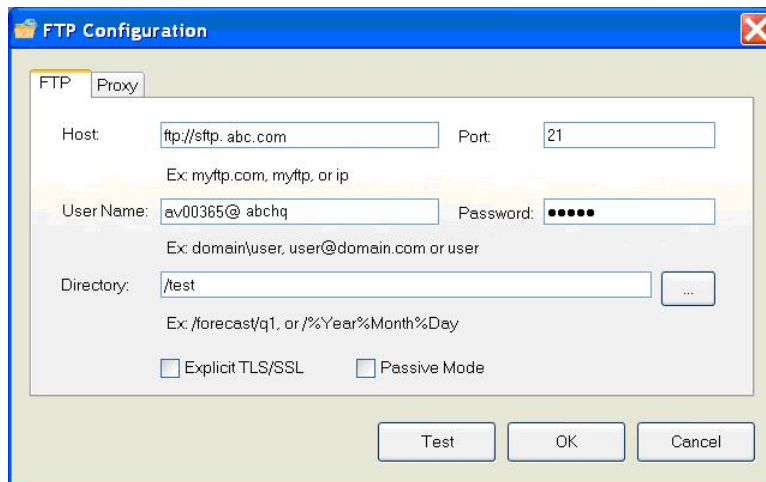 FTP Configuration
FTP Proxy
Host: ftp://sftp. abc.com Port: 21
Ex: myftp.com, myftp, or ip
User Name: av00365@ abchq Password: •••••
Ex: domain\user, user@domain.com or user
Directory: /test ...
Ex: /forecast/q1, or /%Year%Month%Day
Explicit TLS/SSL Passive Mode
Test OK Cancel